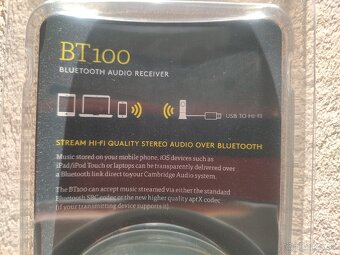 BT100
BLUETOOTH AUDIO RECEIVER
USB TO HI-FI
STREAM HI-FI QUALITY STEREO AUDIO OVER BLUETOOTH
Music stored on your mobile phone, iOS devices such as
iPad/iPod Touch or laptops can be transparently delivered over
a Bluetooth link direct to your Cambridge Audio system.
The BT100 can accept music streamed via either the standard
Bluetooth SBC codec or the new higher quality aptX codec
(if your transmitting device supports it).